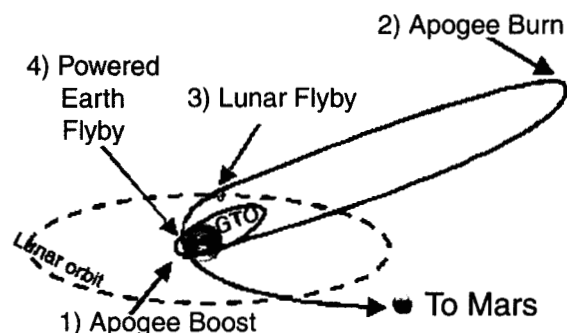 2) Apogee Burn
4) Powered
Earth
Flyby
3) Lunar Flyby
GTO
Lunar orbit
1) Apogee Boost
To Mars